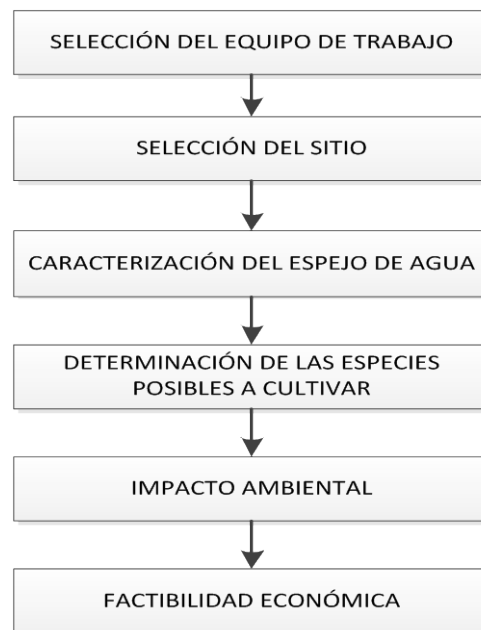 SELECCIÓN DEL EQUIPO DE TRABAJO
SELECCIÓN DEL SITIO
CARACTERIZACIÓN DEL ESPEJO DE AGUA
DETERMINACIÓN DE LAS ESPECIES
POSIBLES A CULTIVAR
IMPACTO AMBIENTAL
FACTIBILIDAD ECONÓMICA